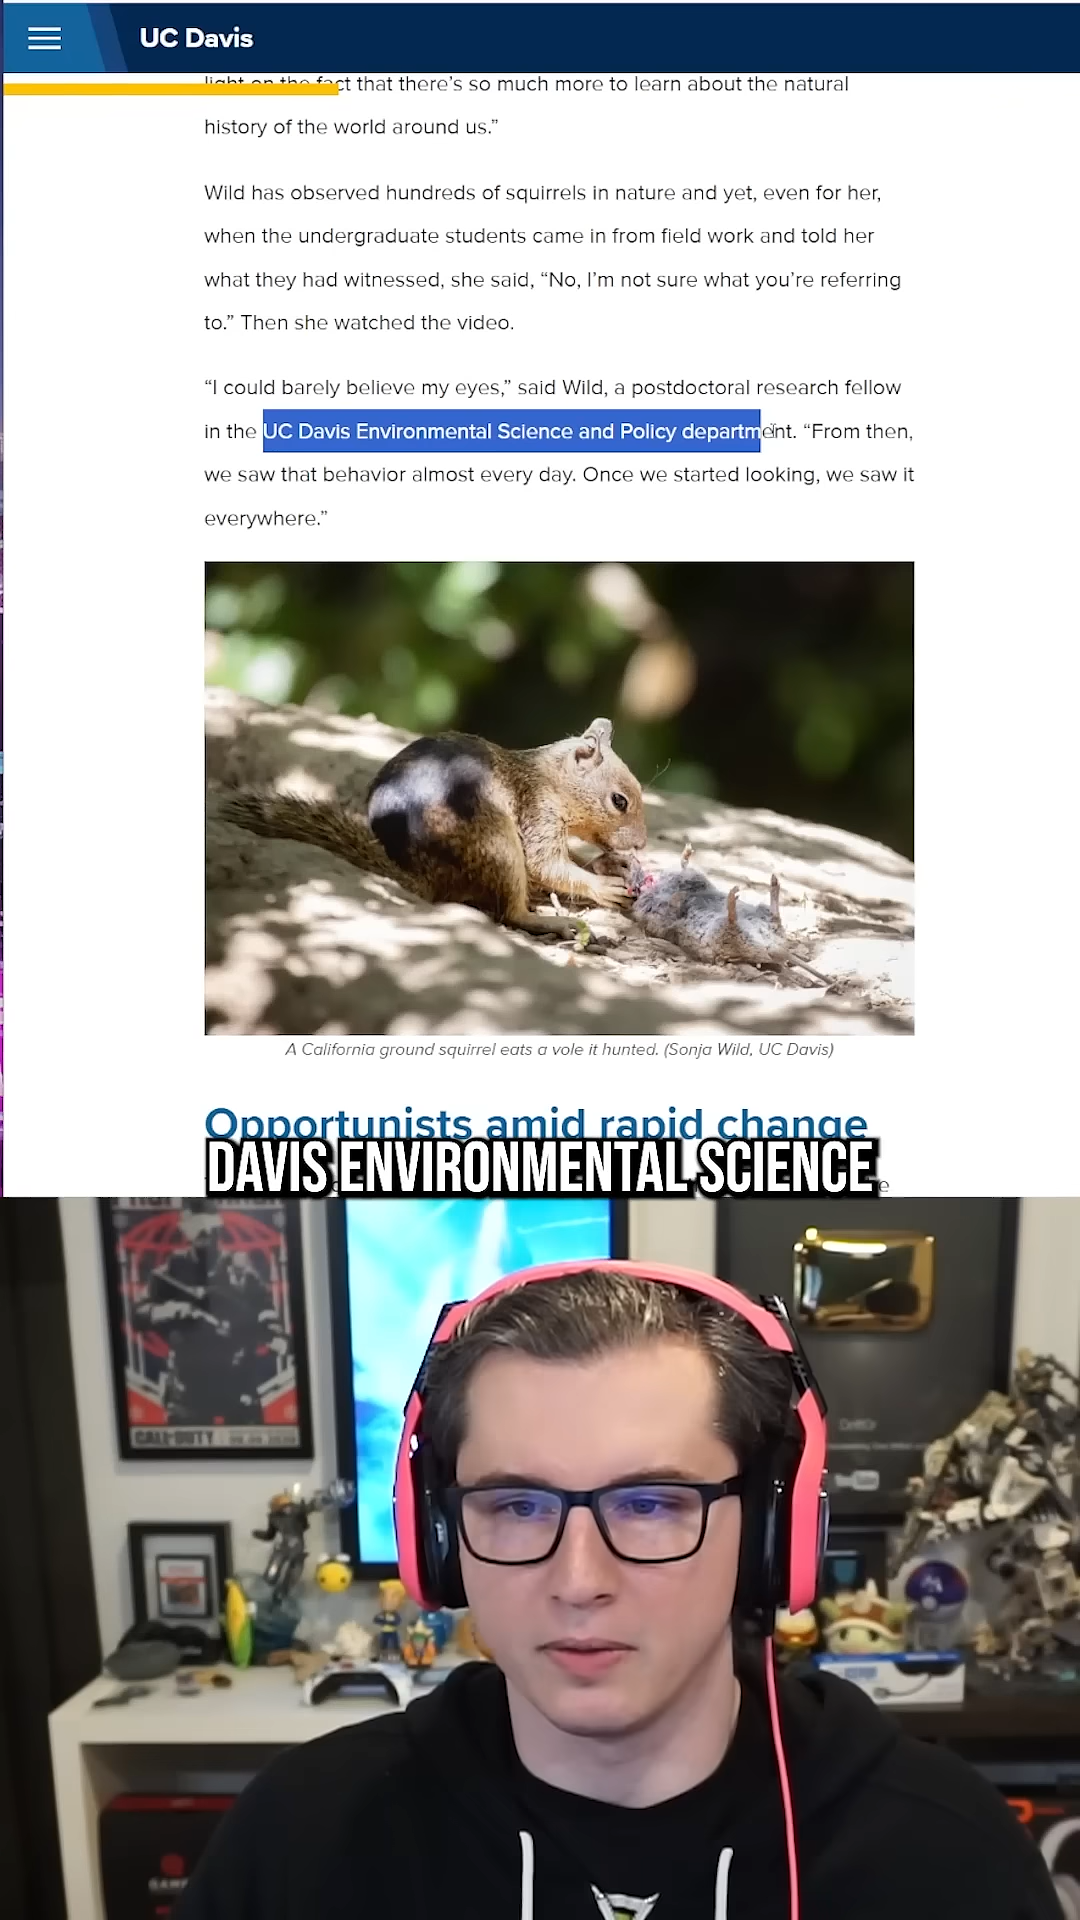 UC Davis
light on the fact that there's so much more to learn about the natural
history of the world around us.”
Wild has observed hundreds of squirrels in nature and yet, even for her,
when the undergraduate students came in from field work and told her
what they had witnessed, she said, “No, I'm not sure what you're referring
to.” Then she watched the video.
“I could barely believe my eyes,” said Wild, a postdoctoral research fellow
in the UC Davis Environmental Science and Policy department. “From then,
we saw that behavior almost every day. Once we started looking, we saw it
everywhere.”
A California ground squirrel eats a vole it hunted. (Sonja Wild, UC Davis)
Opportunists amid rapid change
DAVIS ENVIRONMENTAL SCIENCE
CALL OF DUTY
YouTube